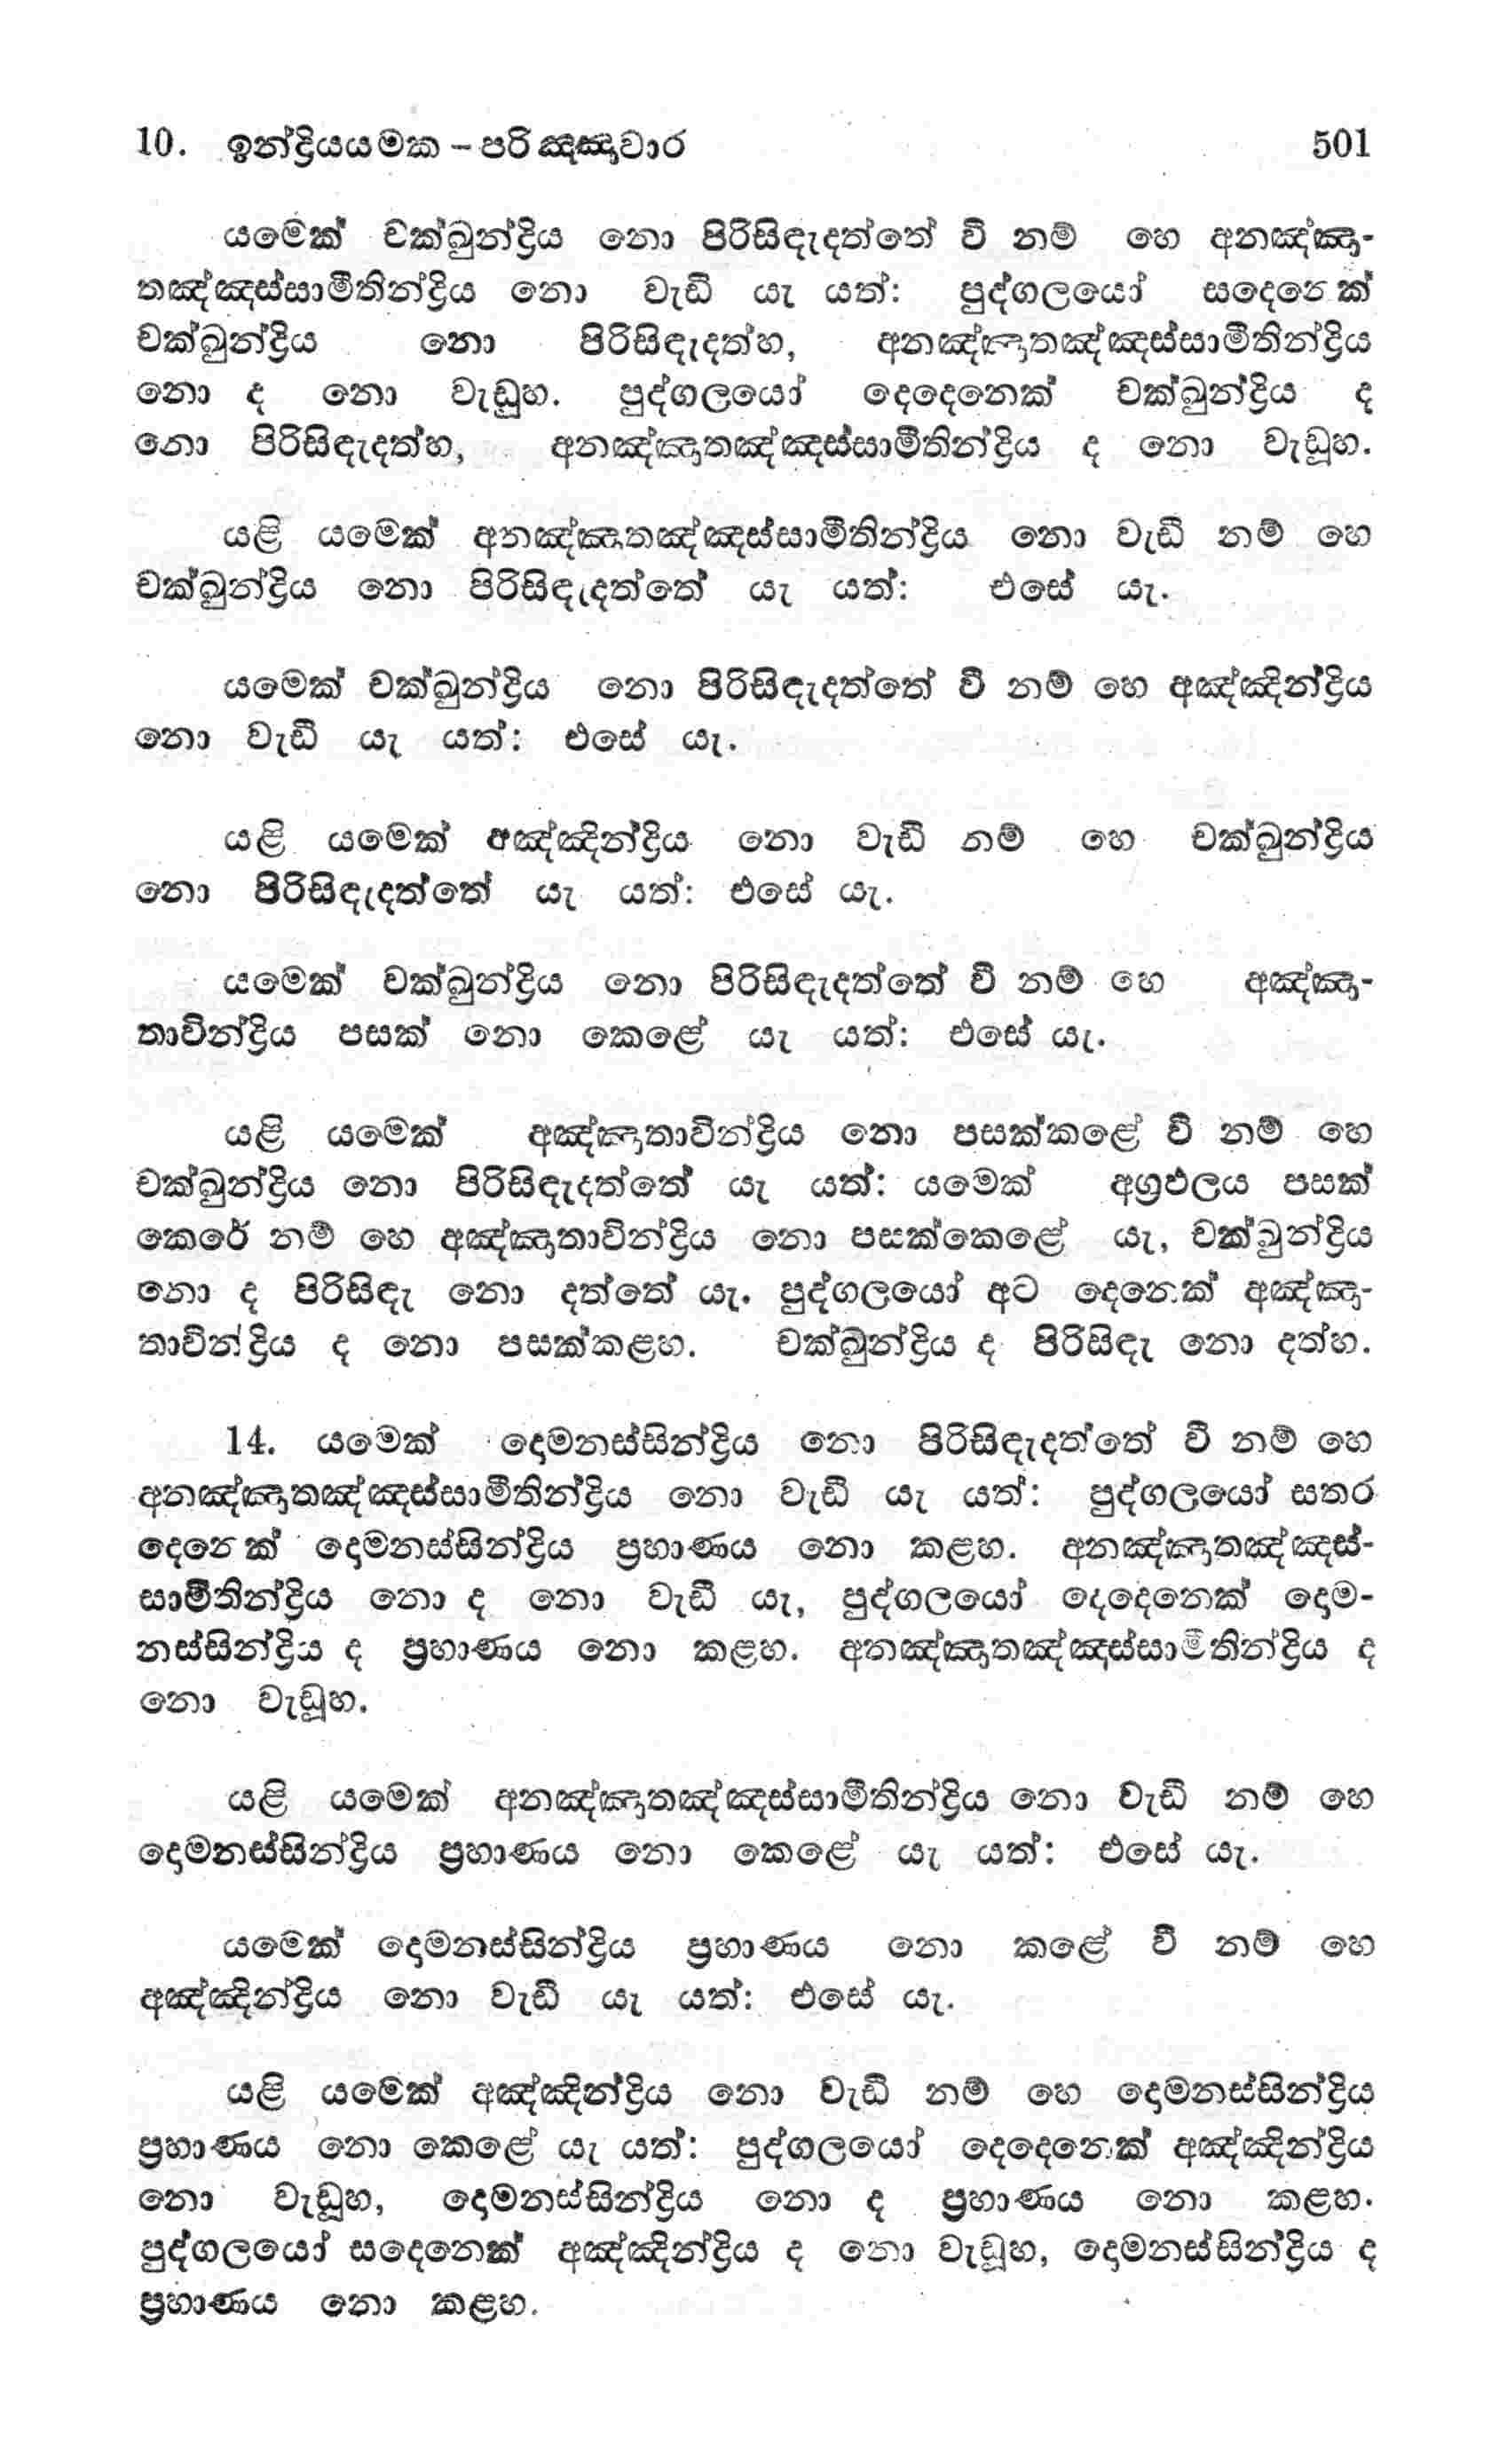 10. ඉන්ද්‍රියයමක - පරිඤ්ඤාවාර 501
යමෙක් චක්ඛුන්ද්‍රිය නො පිරිසිඳැදත්තේ වි නම් හෙ අනඤ්ඤා-
තඤ්ඤස්සාමීතින්ද්‍රිය නො වැඩි යැ යත්: පුද්ගලයෝ සදෙනෙක්
චක්ඛුන්ද්‍රිය නො පිරිසිඳැදත්හ, අනඤ්ඤාතඤ්ඤස්සාමීතින්ද්‍රිය
නො ද නො වැඩූහ. පුද්ගලයෝ දෙදෙනෙක් චක්ඛුන්ද්‍රිය ද
නො පිරිසිඳැදත්හ, අනඤ්ඤාතඤ්ඤස්සාමීතින්ද්‍රිය ද නො වැඩූහ.
යළි යමෙක් අනඤ්ඤාතඤ්ඤස්සාමීතින්ද්‍රිය නො වැඩි නම් හෙ
චක්ඛුන්ද්‍රිය නො පිරිසිඳැදත්තේ යැ යත්: එසේ යැ.
යමෙක් චක්ඛුන්ද්‍රිය නො පිරිසිඳැදත්තේ වී නම් හෙ අඤ්ඤින්ද්‍රිය
නො වැඩි යැ යත්: එසේ යැ.
යළි යමෙක් අඤ්ඤින්ද්‍රිය නො වැඩි නම් හෙ චක්ඛුන්ද්‍රිය
නො පිරිසිඳැදත්තේ යැ යත්: එසේ යැ.
යමෙක් චක්ඛුන්ද්‍රිය නො පිරිසිඳැදත්තේ වී නම් හෙ අඤ්ඤා-
තාවින්ද්‍රිය පසක් නො කෙළේ යැ යත්: එසේ යැ.
යළි යමෙක් අඤ්ඤාතාවින්ද්‍රිය නො පසක්කළේ වී නම් හෙ
චක්ඛුන්ද්‍රිය නො පිරිසිඳැදත්තේ යැ යත්: යමෙක් අග්‍රඵලය පසක්
කෙරේ නම් හෙ අඤ්ඤාතාවින්ද්‍රිය නො පසක්කෙළේ යැ, චක්ඛුන්ද්‍රිය
නො ද පිරිසිඳැ නො දත්තේ යැ. පුද්ගලයෝ අට දෙනෙක් අඤ්ඤා-
තාවින්ද්‍රිය ද නො පසක්කළහ. චක්ඛුන්ද්‍රිය ද පිරිසිඳැ නො දත්හ.
14. යමෙක් දොමනස්සින්ද්‍රිය නො පිරිසිඳැදත්තේ වී නම් හෙ
අනඤ්ඤාතඤ්ඤස්සාමීතින්ද්‍රිය නො වැඩී යැ යත්: පුද්ගලයෝ සතර
දෙනෙක් දොමනස්සින්ද්‍රිය ප්‍රහාණය නො කළහ. අනඤ්ඤාතඤ්ඤස්-
සාමීතින්ද්‍රිය නො ද නො වැඩී යැ, පුද්ගලයෝ දෙදෙනෙක් දොම-
නස්සින්ද්‍රිය ද ප්‍රහාණය නො කළහ. අනඤ්ඤාතඤ්ඤස්සාමීතින්ද්‍රිය ද
නො වැඩූහ.
යළි යමෙක් අනඤ්ඤාතඤ්ඤස්සාමීතින්ද්‍රිය නො වැඩි නම් හෙ
දොමනස්සින්ද්‍රිය ප්‍රහාණය නො කෙළේ යැ යත්: එසේ යැ.
යමෙක් දොමනස්සින්ද්‍රිය ප්‍රහාණය නො කළේ වී නම් හෙ
අඤ්ඤින්ද්‍රිය නො වැඩී යැ යත්: එසේ යැ.
යළි යමෙක් අඤ්ඤින්ද්‍රිය නො වැඩී නම් හෙ දොමනස්සින්ද්‍රිය
ප්‍රහාණය නො කෙළේ යැ යත්: පුද්ගලයෝ දෙදෙනෙක් අඤ්ඤින්ද්‍රිය
නො වැඩූහ, දොමනස්සින්ද්‍රිය නො ද ප්‍රහාණය නො කළහ.
පුද්ගලයෝ සදෙනෙක් අඤ්ඤින්ද්‍රිය ද නො වැඩූහ, දොමනස්සින්ද්‍රිය ද
ප්‍රහාණය නො කළහ.